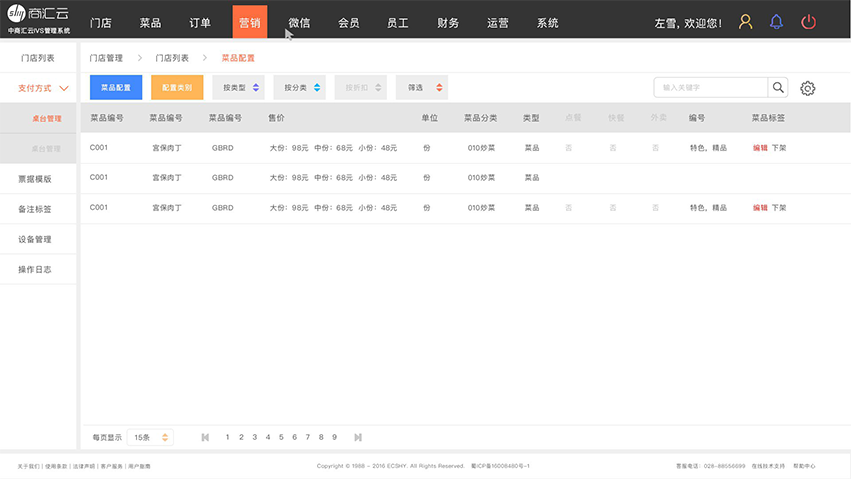 shy 商汇云
中商汇云IVS管理系统
门店 菜品 订单 营销 微信 会员 员工 财务 运营 系统
左雪, 欢迎您!
门店列表
支付方式
桌台管理
桌台管理
票据模版
备注标签
设备管理
操作日志
门店管理 > 门店列表 > 菜品配置
菜品配置 配置类别 按类型 按分类 按折扣 筛选
输入关键字
菜品编号 菜品编号 菜品编号 售价 单位 菜品分类 类型 点餐 快餐 外卖 编号 菜品标签
C001 宫保肉丁 GBRD 大份: 98元 中份: 68元 小份: 48元 份 010炒菜 菜品 否 否 否 特色, 精品 编辑 下架
C001 宫保肉丁 GBRD 大份: 98元 中份: 68元 小份: 48元 份 010炒菜 菜品
C001 宫保肉丁 GBRD 大份: 98元 中份: 68元 小份: 48元 份 010炒菜 菜品 否 否 否 特色, 精品 编辑 下架
每页显示 15条 1 2 3 4 5 6 7 8 9
关于我们 | 使用条款 | 法律声明 | 客户服务 | 用户指南
Copyright © 1988 - 2016 ECSHY. All Rights Reserved. 蜀ICP备16008480号-1
客服电话: 028-88556699 在线技术支持 帮助中心